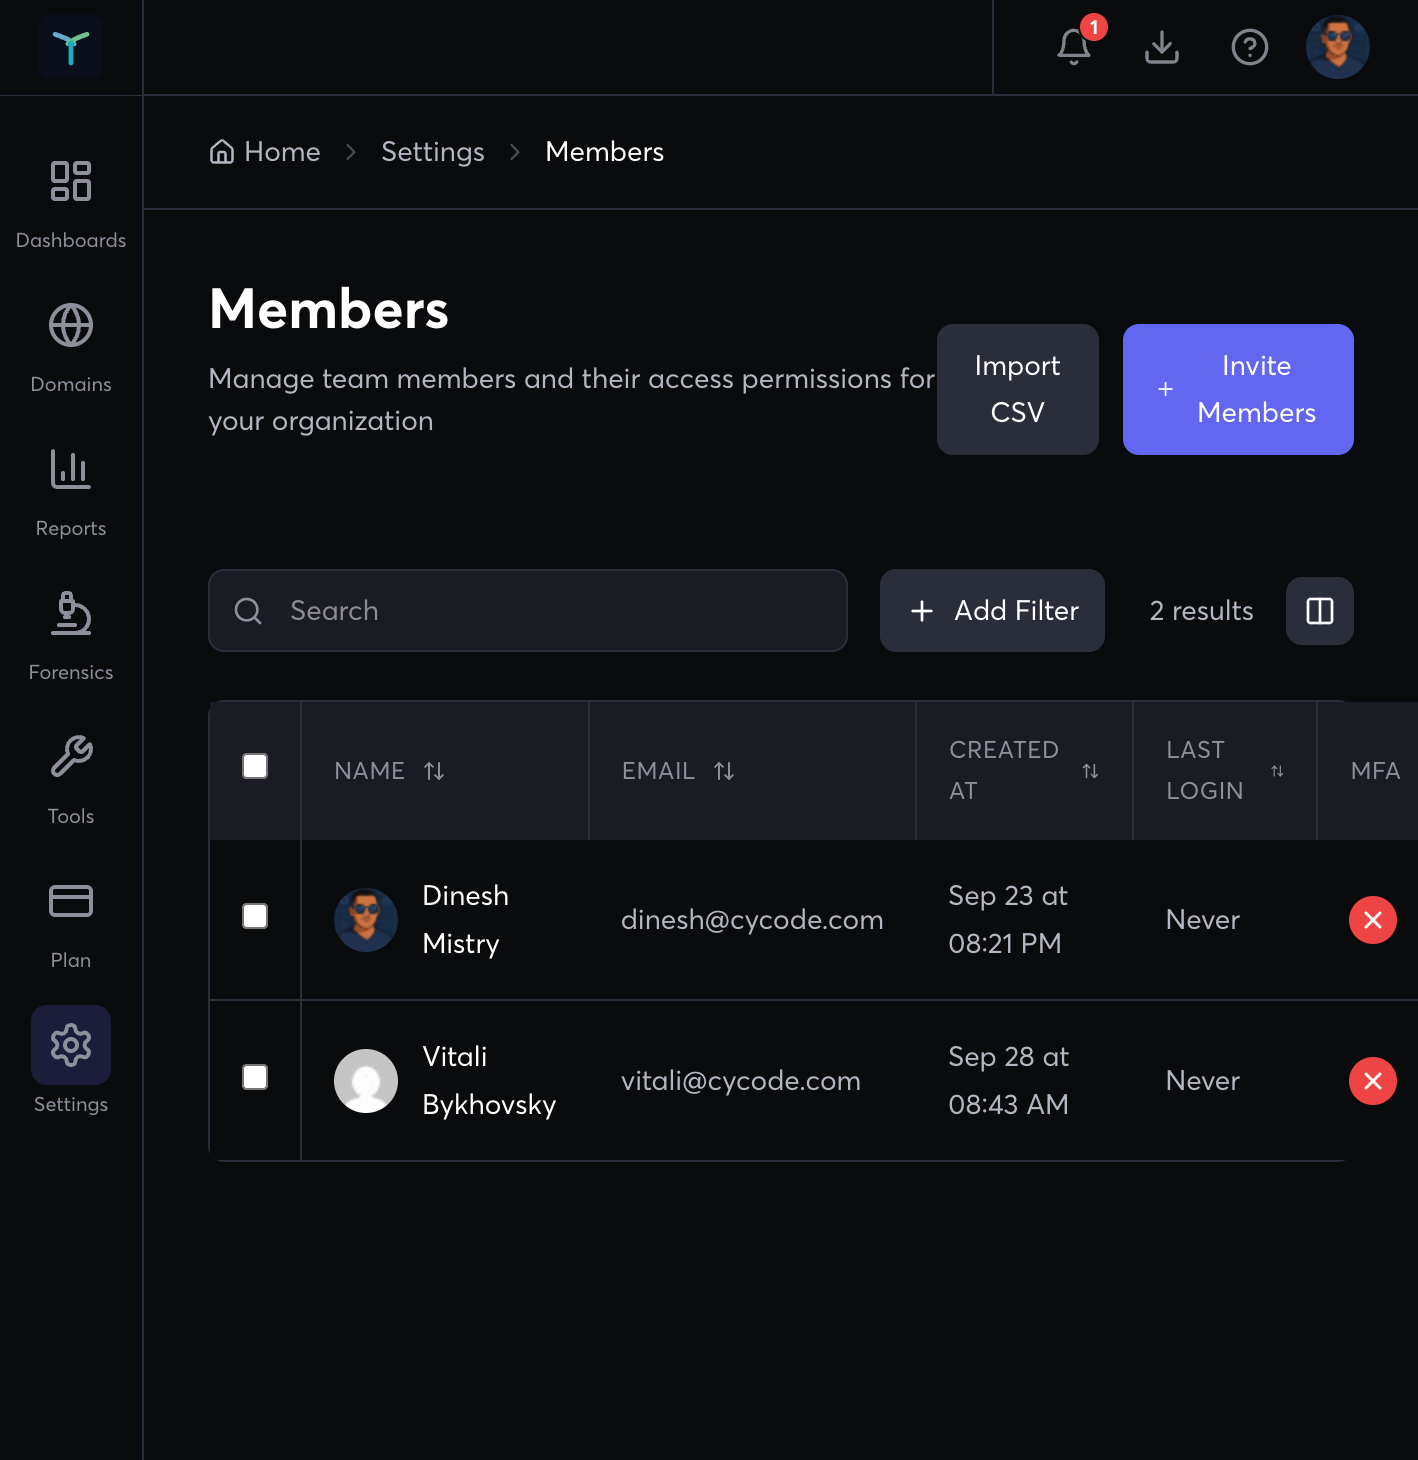 1
Home
Settings
Members
Dashboards
Domains
Reports
Forensics
Tools
Plan
Settings
Members
Manage team members and their access permissions for
your organization
Import
CSV
+ Invite
Members
Search
+ Add Filter
2 results
NAME
EMAIL
CREATED
AT
LAST
LOGIN
MFA
Dinesh
Mistry
dinesh@cycode.com
Sep 23 at
08:21 PM
Never
Vitali
Bykhovsky
vitali@cycode.com
Sep 28 at
08:43 AM
Never